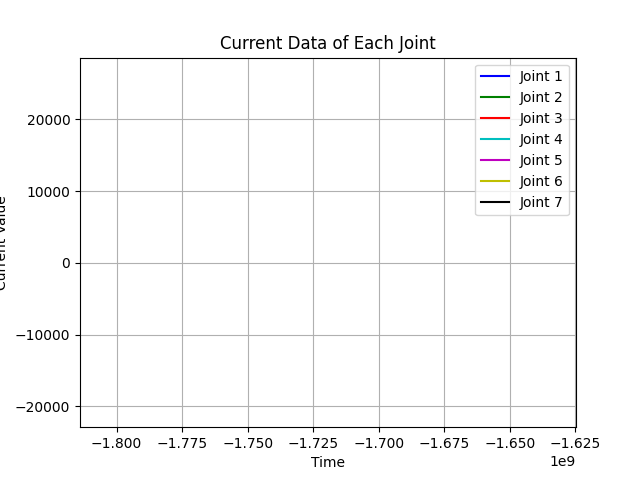 Current Data of Each Joint
Joint 1
Joint 2
Joint 3
Joint 4
Joint 5
Joint 6
Joint 7
20000
10000
0
−10000
−20000
Current Value
−1.800 −1.775 −1.750 −1.725 −1.700 −1.675 −1.650 −1.625
1e9
Time